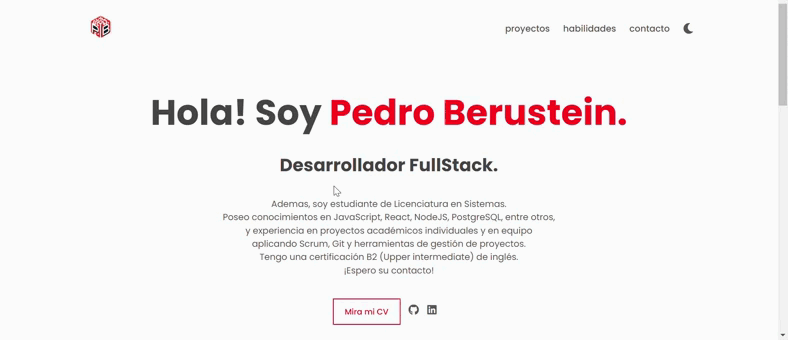 proyectos habilidades contacto
Hola! Soy Pedro Berustein.
Desarrollador FullStack.
Ademas, soy estudiante de Licenciatura en Sistemas.
Poseo conocimientos en JavaScript, React, NodeJS, PostgreSQL, entre otros,
y experiencia en proyectos académicos individuales y en equipo
aplicando Scrum, Git y herramientas de gestión de proyectos.
Tengo una certificación B2 (Upper intermediate) de inglés.
¡Espero su contacto!
Mira mi CV